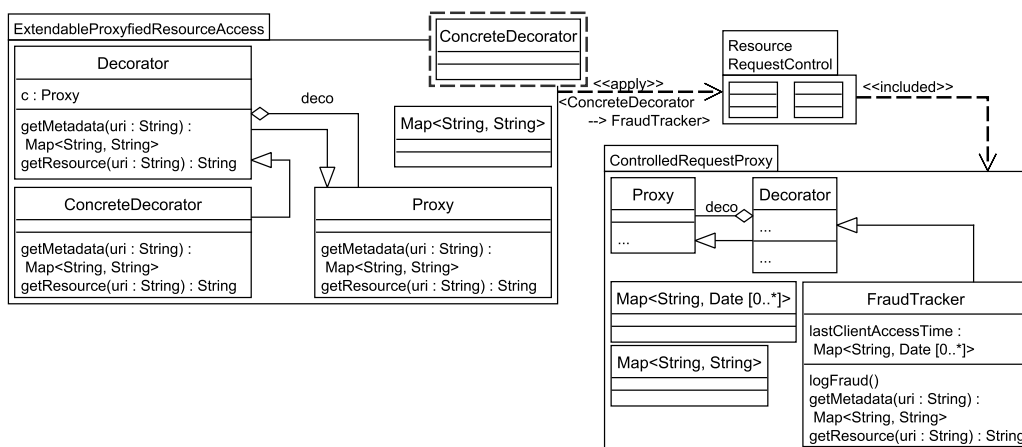 ExtendableProxyfiedResourceAccess
Decorator
c : Proxy
getMetadata(uri : String) :
Map<String, String>
getResource(uri : String) : String
deco
ConcreteDecorator
getMetadata(uri : String) :
Map<String, String>
getResource(uri : String) : String
Proxy
getMetadata(uri : String) :
Map<String, String>
getResource(uri : String) : String
Map<String, String>
ConcreteDecorator
<<apply>>
<ConcreteDecorator
--> FraudTracker>
Resource
RequestControl
<<included>>
ControlledRequestProxy
Proxy
...
deco
Decorator
...
...
Map<String, Date [0..*]>
Map<String, String>
FraudTracker
lastClientAccessTime :
Map<String, Date [0..*]>
logFraud()
getMetadata(uri : String) :
Map<String, String>
getResource(uri : String) : String